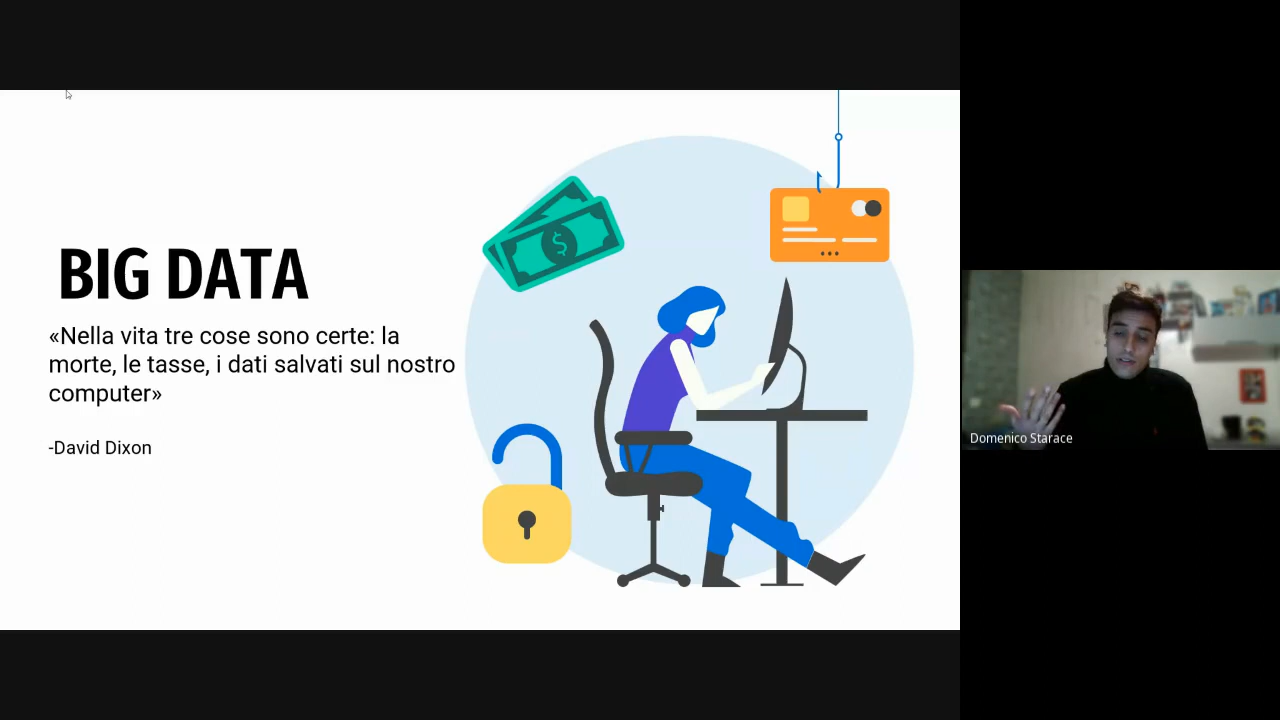 BIG DATA
«Nella vita tre cose sono certe: la
morte, le tasse, i dati salvati sul nostro
computer»
-David Dixon
Domenico Starace